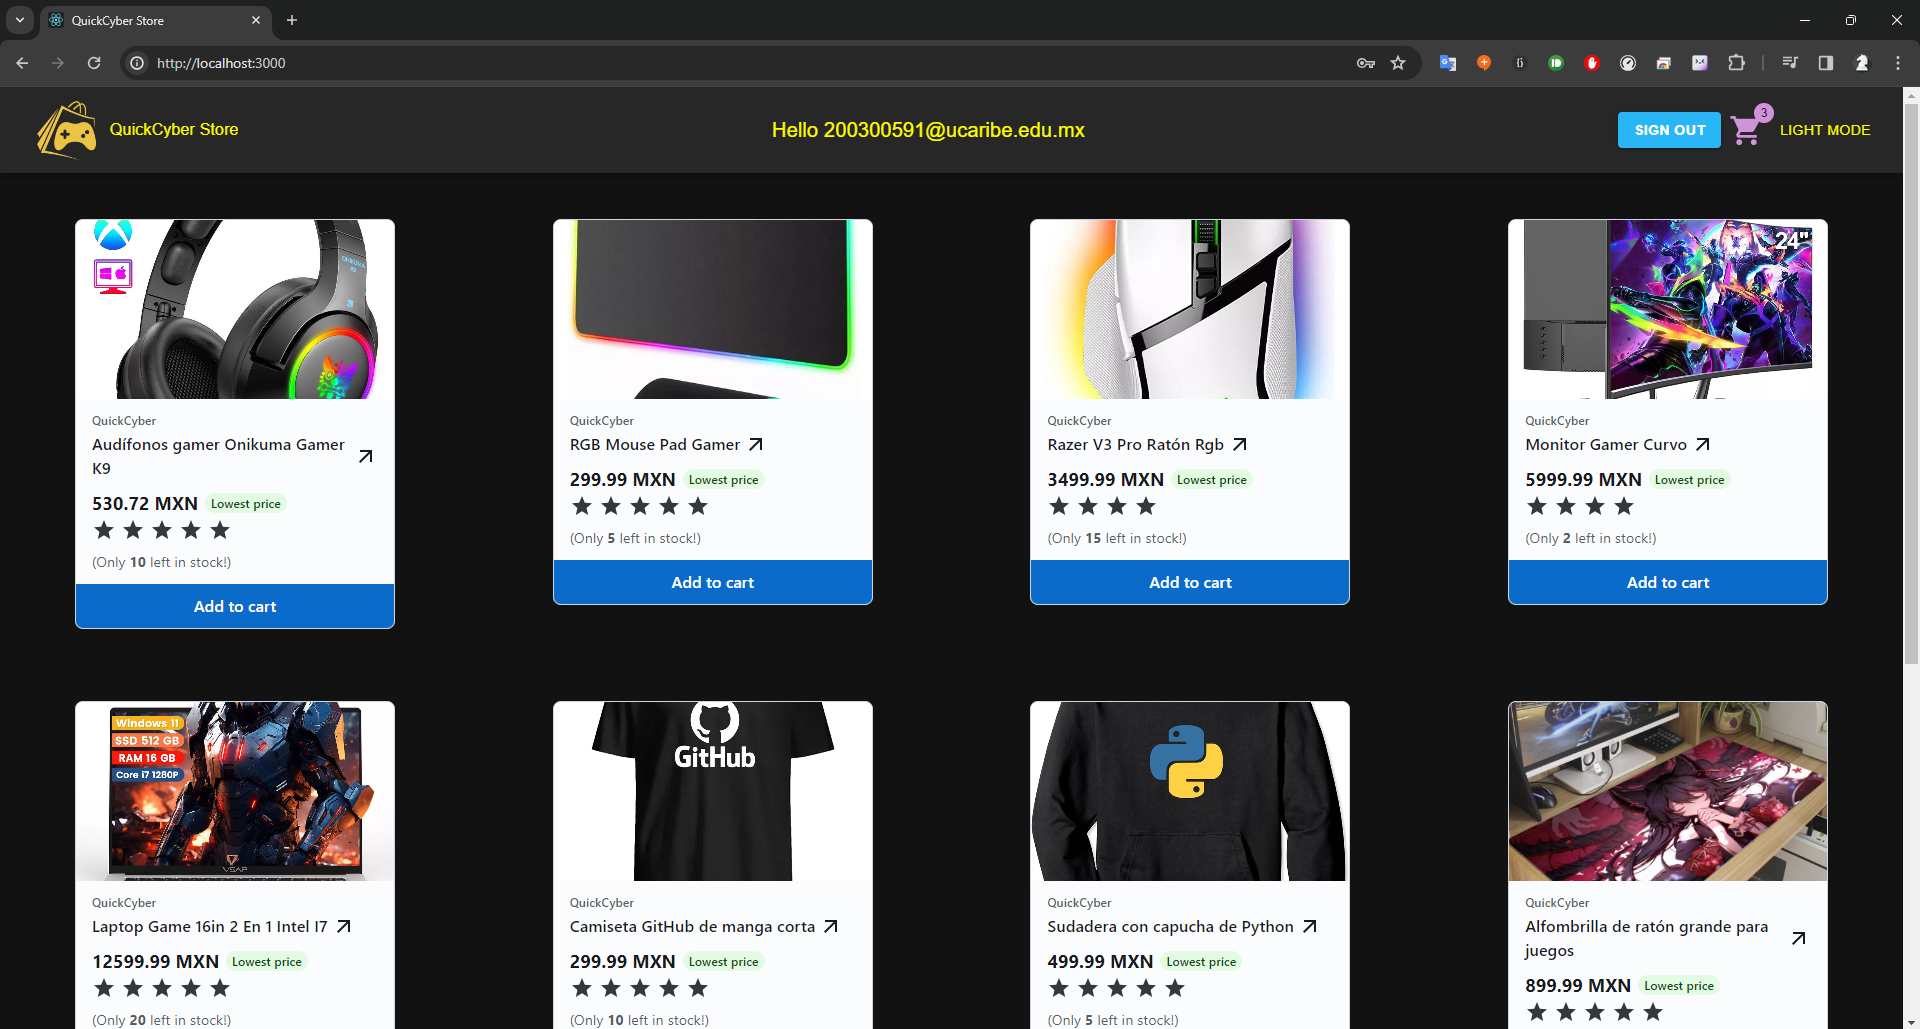 QuickCyber Store
http://localhost:3000
QuickCyber Store
Hello 200300591@ucaribe.edu.mx
SIGN OUT
3
LIGHT MODE
24"
QuickCyber
Audífonos gamer Onikuma Gamer
K9
530.72 MXN Lowest price
(Only 10 left in stock!)
Add to cart
QuickCyber
RGB Mouse Pad Gamer
299.99 MXN Lowest price
(Only 5 left in stock!)
Add to cart
QuickCyber
Razer V3 Pro Ratón Rgb
3499.99 MXN Lowest price
(Only 15 left in stock!)
Add to cart
QuickCyber
Monitor Gamer Curvo
5999.99 MXN Lowest price
(Only 2 left in stock!)
Add to cart
Windows 11
SSD 512 GB
RAM 16 GB
Core i7 1280P
VSAP
QuickCyber
Laptop Game 16in 2 En 1 Intel I7
12599.99 MXN Lowest price
(Only 20 left in stock!)
GitHub
QuickCyber
Camiseta GitHub de manga corta
299.99 MXN Lowest price
(Only 10 left in stock!)
QuickCyber
Sudadera con capucha de Python
499.99 MXN Lowest price
(Only 5 left in stock!)
QuickCyber
Alfombrilla de ratón grande para
juegos
899.99 MXN Lowest price